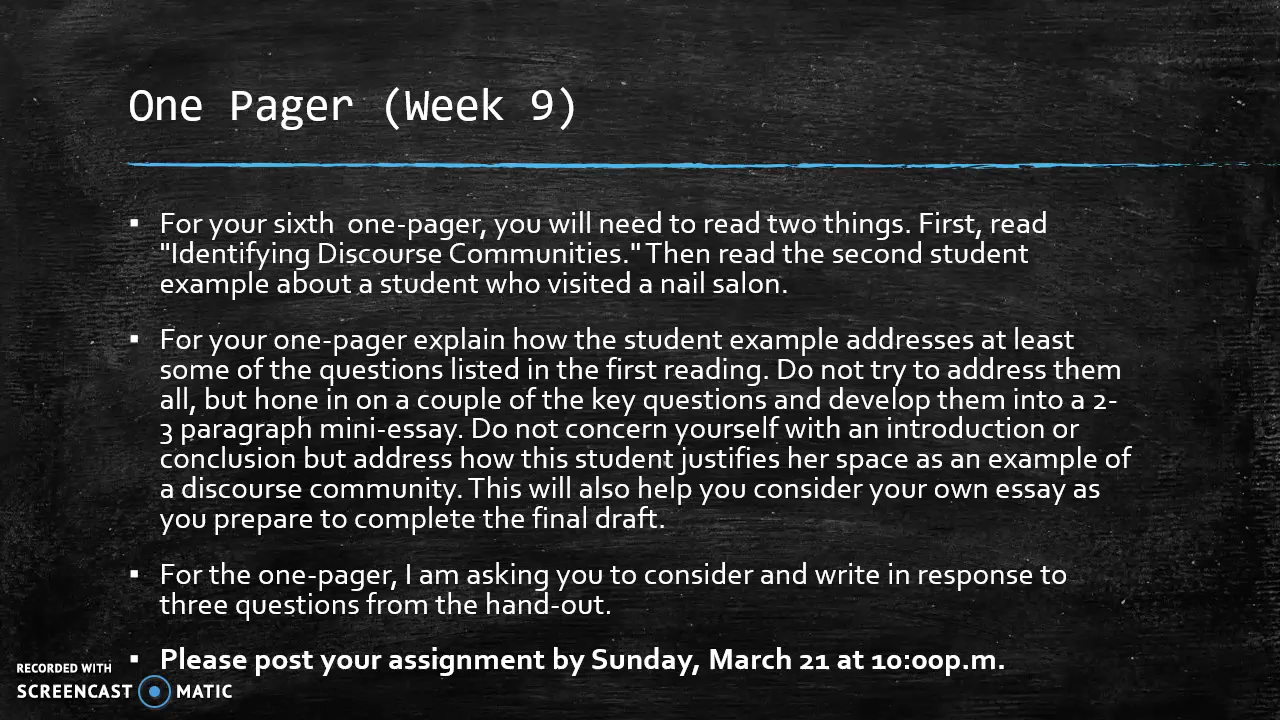 One Pager (Week 9)
▪ For your sixth  one-pager, you will need to read two things. First, read
"Identifying Discourse Communities." Then read the second student
example about a student who visited a nail salon.
▪ For your one-pager explain how the student example addresses at least
some of the questions listed in the first reading. Do not try to address them
all, but hone in on a couple of the key questions and develop them into a 2-
3 paragraph mini-essay. Do not concern yourself with an introduction or
conclusion but address how this student justifies her space as an example of
a discourse community. This will also help you consider your own essay as
you prepare to complete the final draft.
▪ For the one-pager, I am asking you to consider and write in response to
three questions from the hand-out.
▪ Please post your assignment by Sunday, March 21 at 10:00p.m.
RECORDED WITH
SCREENCAST MATIC